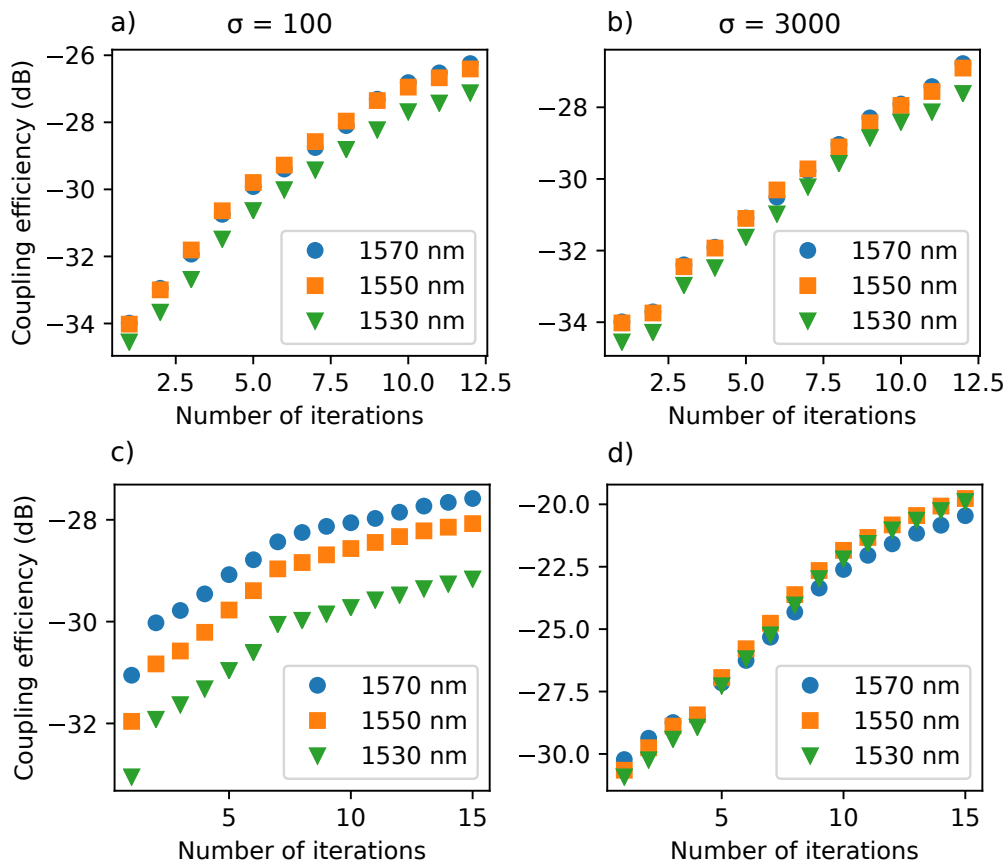 a) σ = 100
b) σ = 3000
Coupling efficiency (dB)
−26
−28
−30
−32
−34
1570 nm
1550 nm
1530 nm
2.5 5.0 7.5 10.0 12.5
Number of iterations
−28
−30
−32
−34
1570 nm
1550 nm
1530 nm
2.5 5.0 7.5 10.0 12.5
Number of iterations
c)
Coupling efficiency (dB)
−28
−30
−32
1570 nm
1550 nm
1530 nm
5 10 15
Number of iterations
d)
−20.0
−22.5
−25.0
−27.5
−30.0
1570 nm
1550 nm
1530 nm
5 10 15
Number of iterations